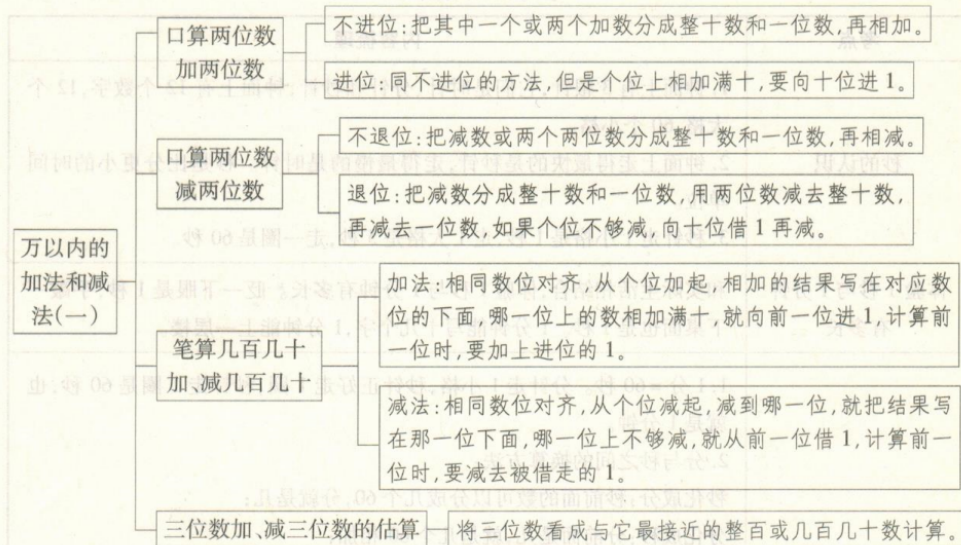 口算两位数
加两位数
不进位:把其中一个或两个加数分成整十数和一位数,再相加。
进位:同不进位的方法,但是个位上相加满十,要向十位进1。
口算两位数
减两位数
不退位:把减数或两个两位数分成整十数和一位数,再相减。
退位:把减数分成整十数和一位数,用两位数减去整十数,
再减去一位数,如果个位不够减,向十位借1再减。
万以内的
加法和减
法(一)
笔算几百几十
加、减几百几十
加法:相同数位对齐,从个位加起,相加的结果写在对应数
位的下面,哪一位上的数相加满十,就向前一位进1,计算前
一位时,要加上进位的1。
减法:相同数位对齐,从个位减起,减到哪一位,就把结果写
在那一位下面,哪一位上不够减,就从前一位借1,计算前一
位时,要减去被借走的1。
三位数加、减三位数的估算
将三位数看成与它最接近的整百或几百几十数计算。